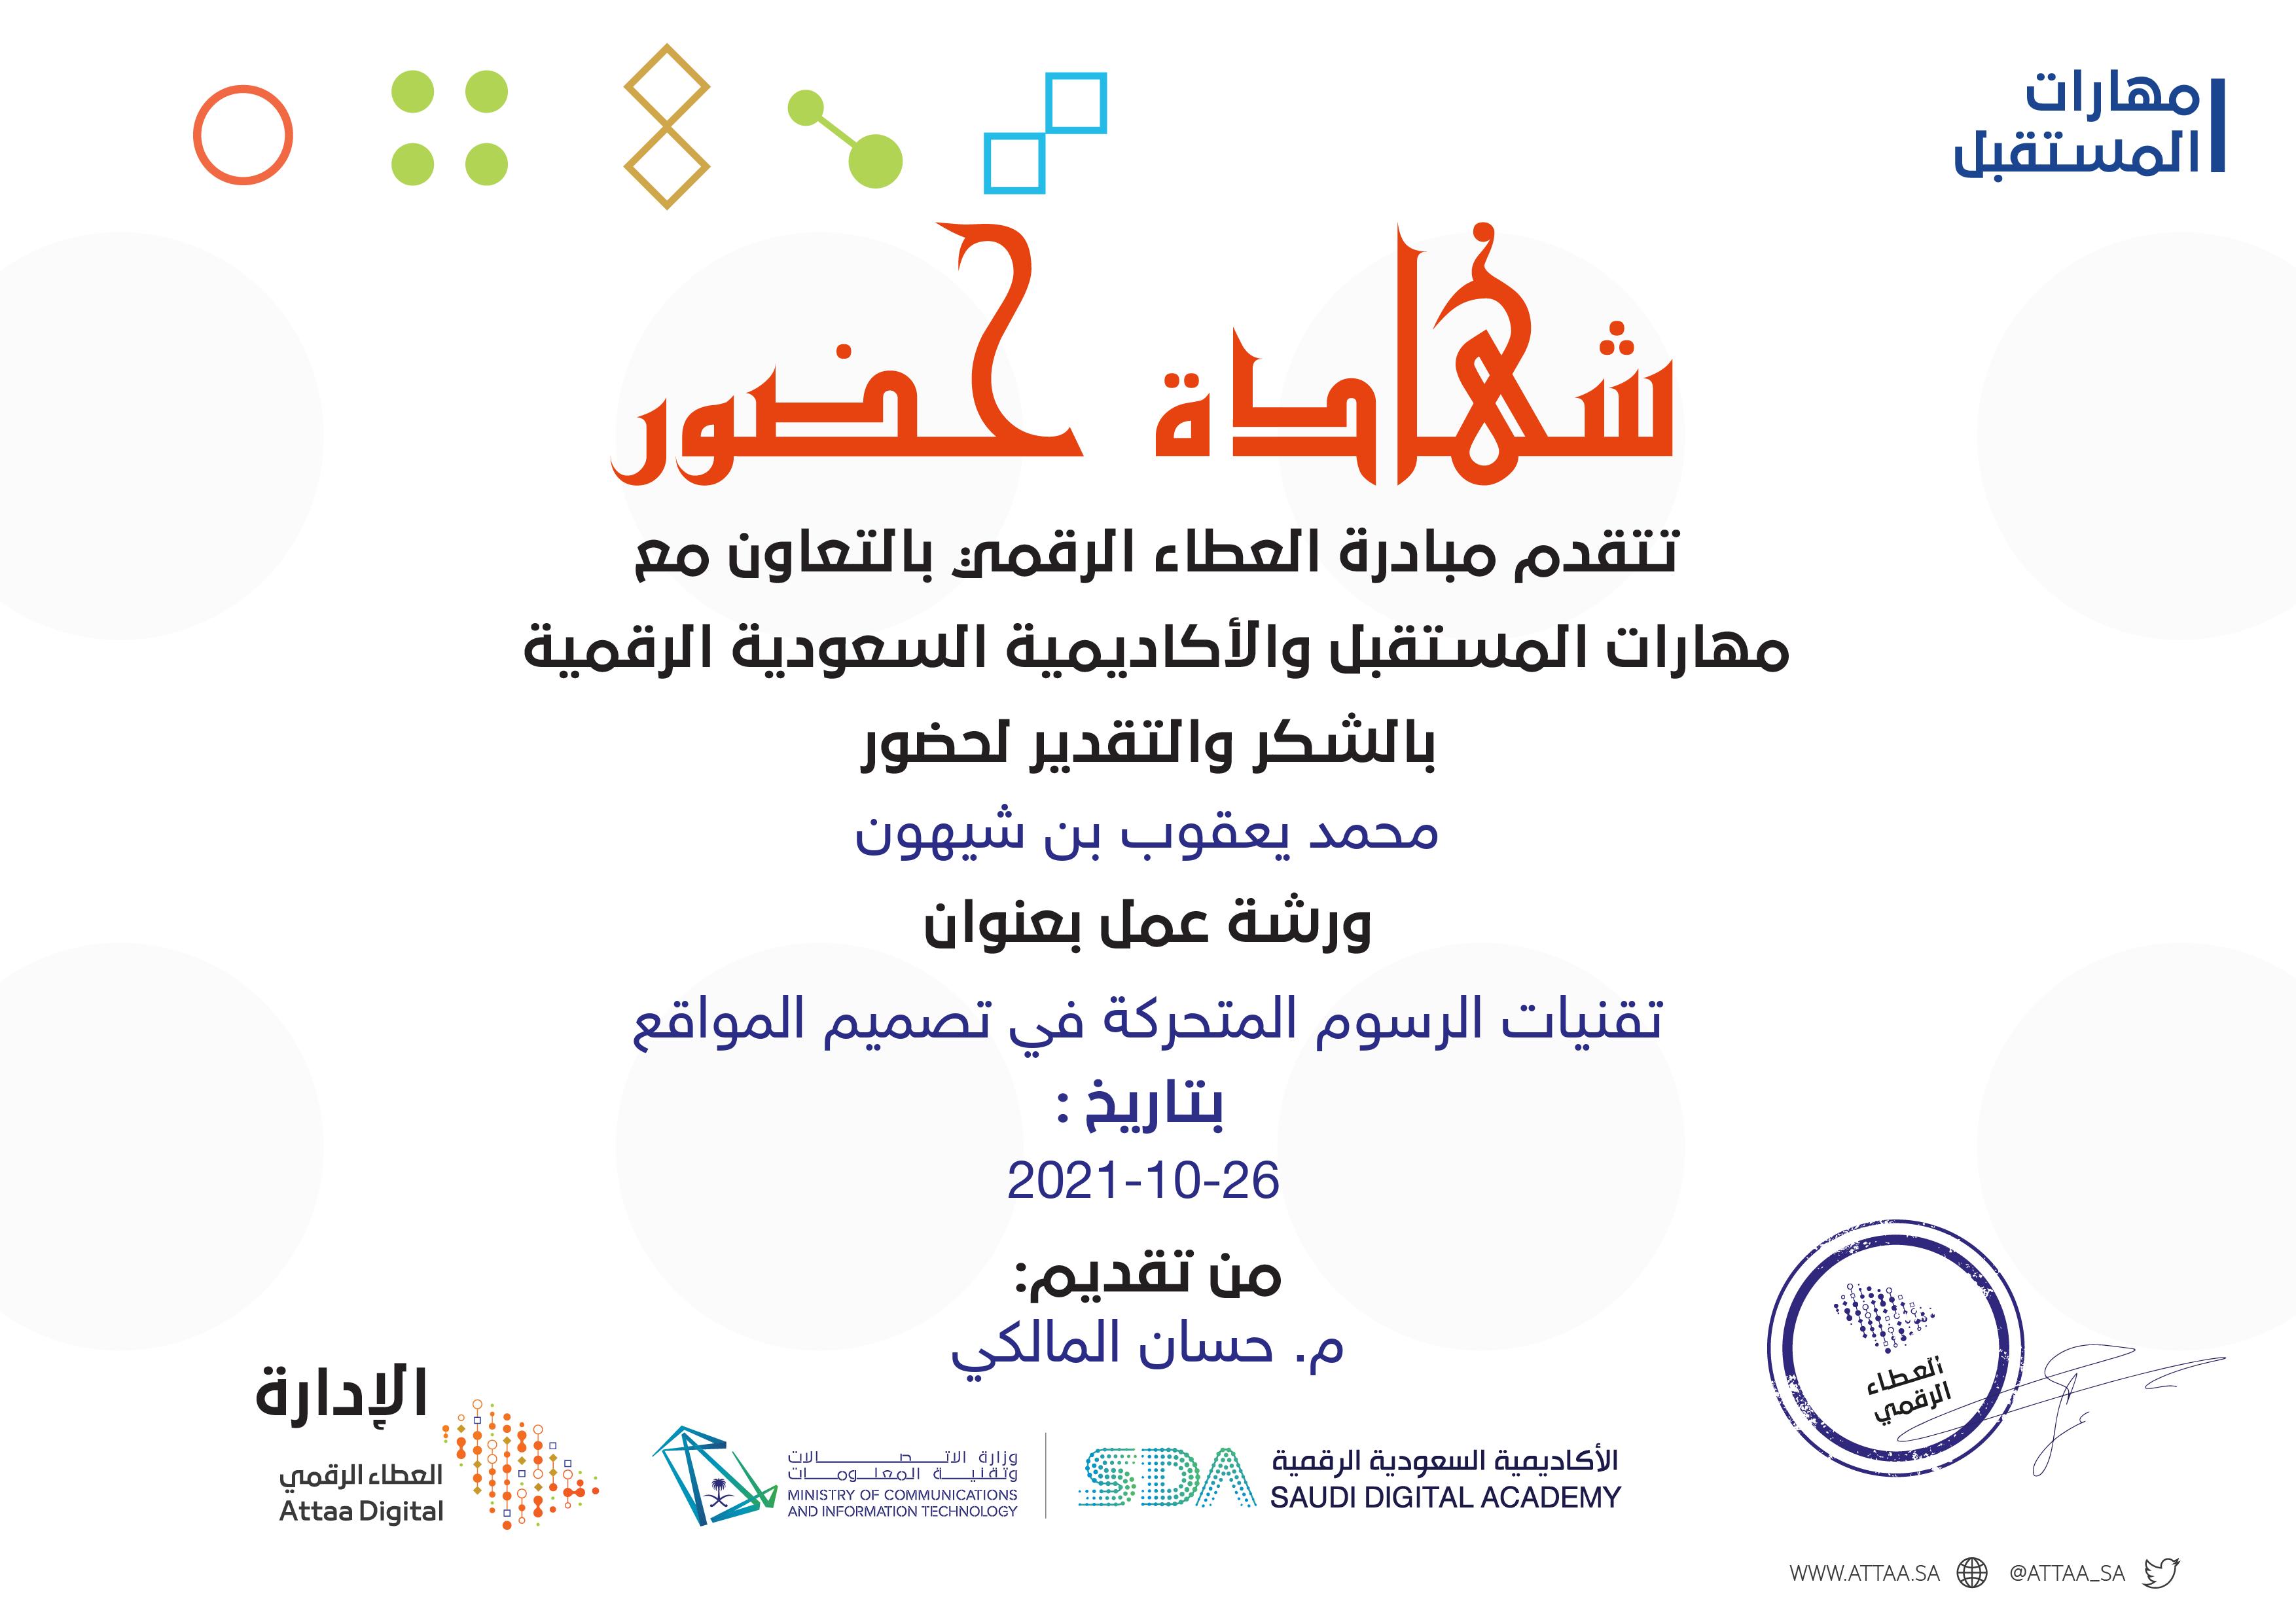 مهارات
المستقبل
شهادة حضور
تتقدم مبادرة العطاء الرقمي بالتعاون مع
مهارات المستقبل والأكاديمية السعودية الرقمية
بالشكر والتقدير لحضور
محمد يعقوب بن شيهون
ورشة عمل بعنوان
تقنيات الرسوم المتحركة في تصميم المواقع
بتاريخ :
2021-10-26
من تقديم:
م. حسان المالكي
العطاء
الرقمي
الأكاديمية السعودية الرقمية
SAUDI DIGITAL ACADEMY
SDA
وزارة الاتـصـالات
وتقنيـة المعلـومـات
MINISTRY OF COMMUNICATIONS
AND INFORMATION TECHNOLOGY
الإدارة
العطاء الرقمي
Attaa Digital
WWW.ATTAA.SA @ATTAA_SA